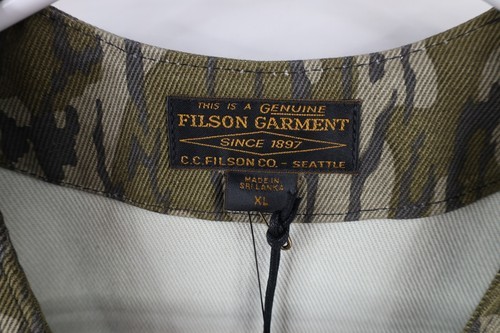 THIS IS A GENUINE
FILSON GARMENT
SINCE 1897
C.C. FILSON CO. - SEATTLE
MADE IN
SRI LANKA
XL